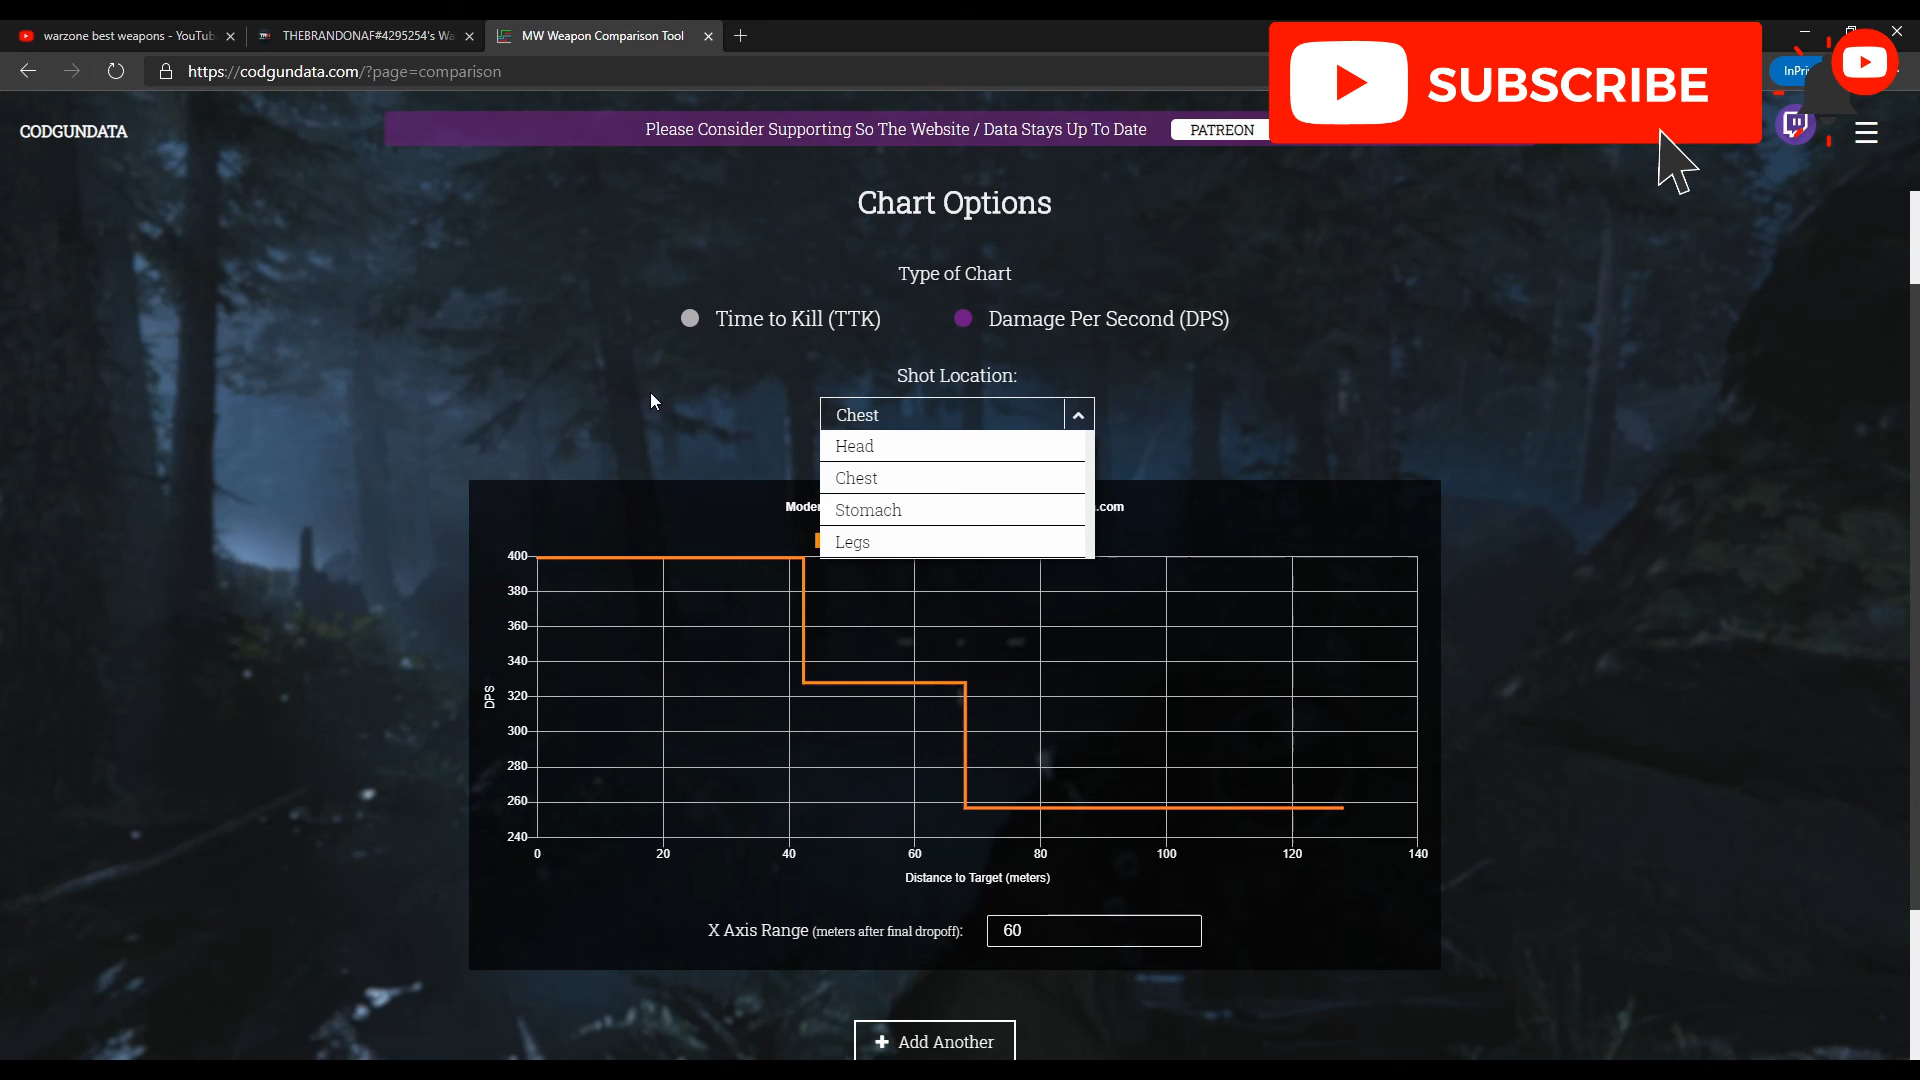 warzone best weapons - YouTub
THEBRANDONAF#4295254's Wa
MW Weapon Comparison Tool
https://codgundata.com/?page=comparison
InPri
SUBSCRIBE
CODGUNDATA
Please Consider Supporting So The Website / Data Stays Up To Date
PATREON
Chart Options
Type of Chart
Time to Kill (TTK)
Damage Per Second (DPS)
Shot Location:
Chest
Head
Chest
Stomach
Legs
Moder
.com
400
380
360
340
320
300
280
260
240
DPS
0 20 40 60 80 100 120 140
Distance to Target (meters)
X Axis Range (meters after final dropoff):
60
+ Add Another